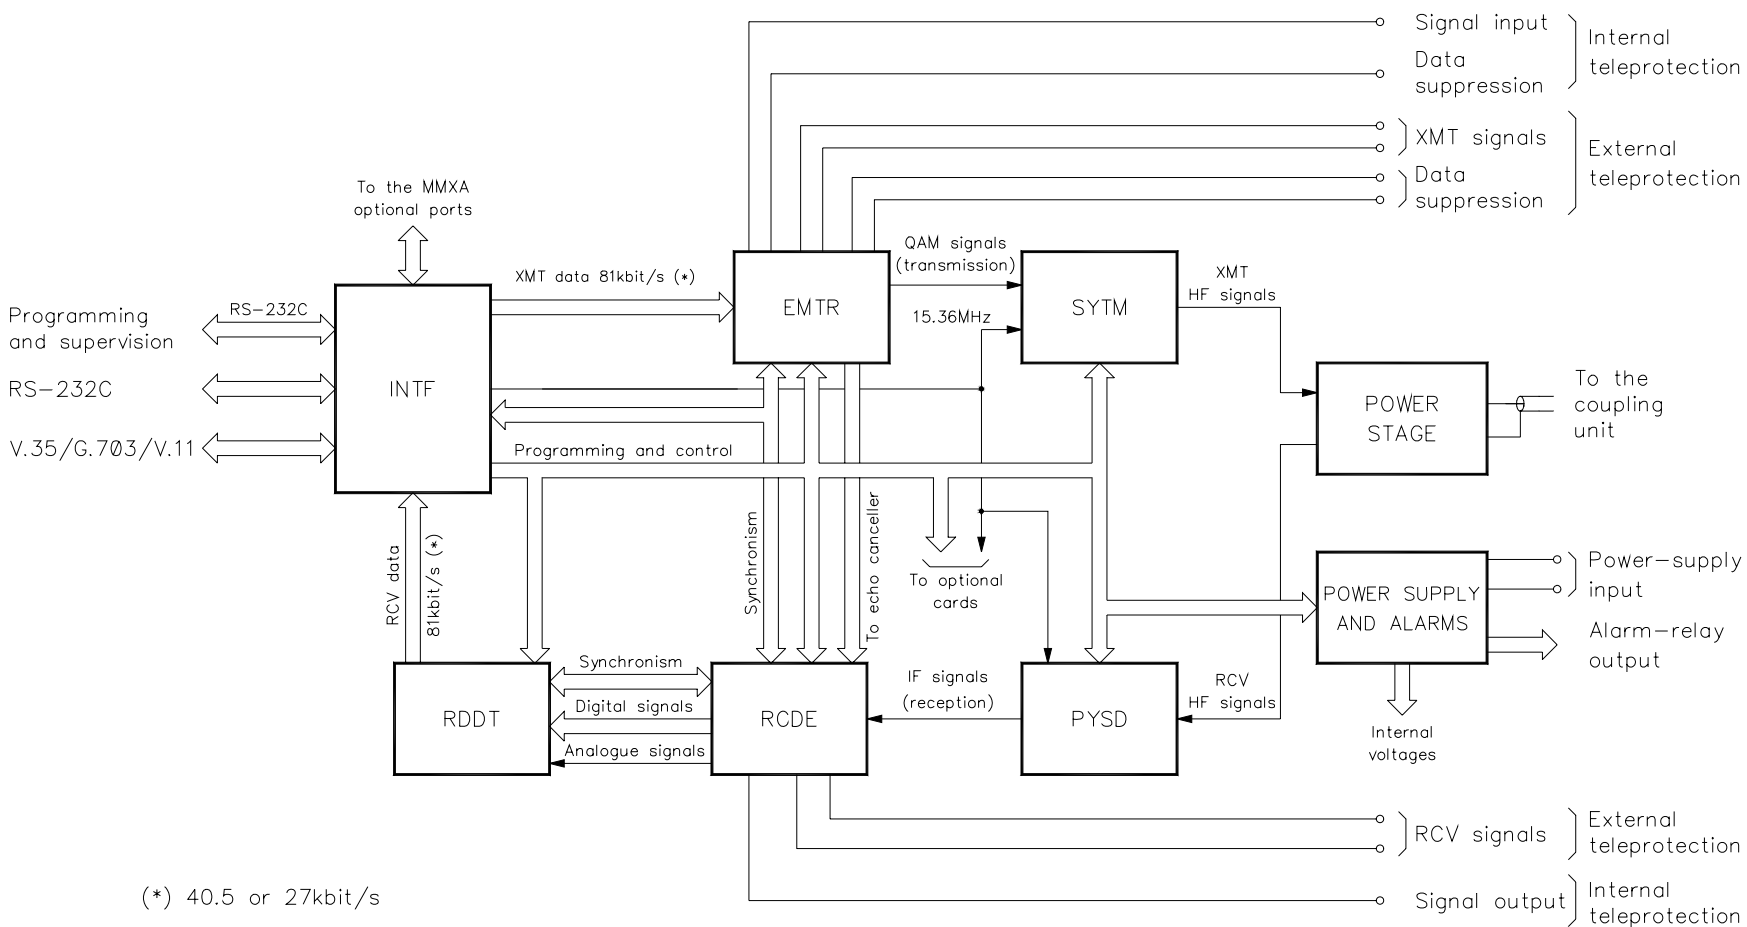 Signal input
Data
suppression
Internal
teleprotection
XMT signals
Data
suppression
External
teleprotection
To the MMXA
optional ports
QAM signals
(transmission)
XMT data 81kbit/s (*)
XMT
HF signals
Programming
and supervision
RS-232C
EMTR
SYTM
15.36MHz
RS-232C
INTF
POWER
STAGE
To the
coupling
unit
V.35/G.703/V.11
Programming and control
RCV data
81kbit/s (*)
Synchronism
To echo canceller
To optional
cards
POWER SUPPLY
AND ALARMS
Power-supply
input
Alarm-relay
output
Synchronism
Digital signals
Analogue signals
RDDT
RCDE
IF signals
(reception)
PYSD
RCV
HF signals
Internal
voltages
RCV signals
External
teleprotection
Signal output
Internal
teleprotection
(*) 40.5 or 27kbit/s